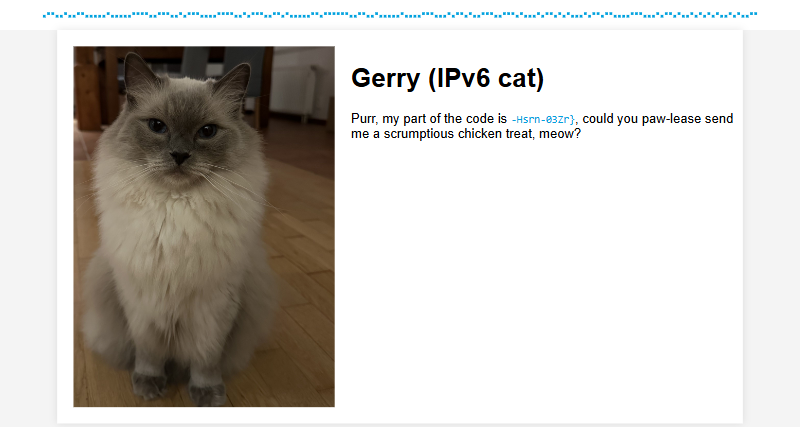 Gerry (IPv6 cat)
Purr, my part of the code is -Hsrn-03Zr}, could you paw-lease send
me a scrumptious chicken treat, meow?